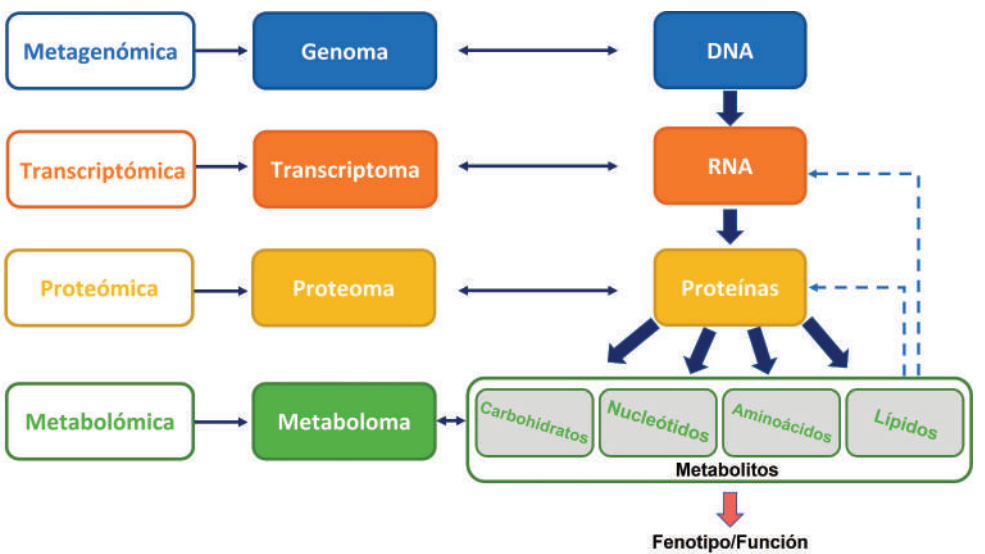 Metagenómica
Genoma
DNA
Transcriptómica
Transcriptoma
RNA
Proteómica
Proteoma
Proteínas
Metabolómica
Metaboloma
Carbohidratos
Nucleótidos
Aminoácidos
Lípidos
Metabolitos
Fenotipo/Función